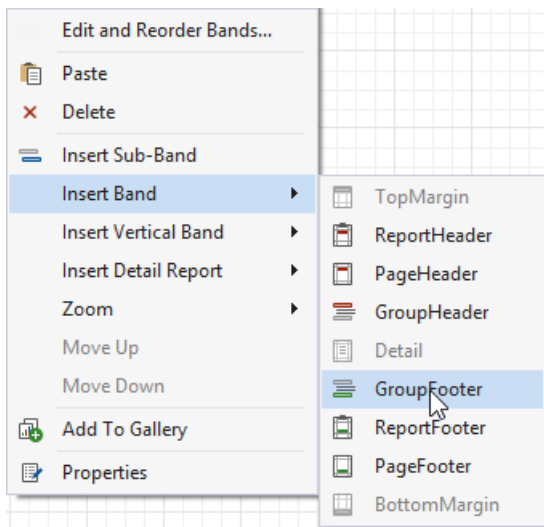 Edit and Reorder Bands...
Paste
Delete
Insert Sub-Band
Insert Band
Insert Vertical Band
Insert Detail Report
Zoom
Move Up
Move Down
Add To Gallery
Properties
TopMargin
ReportHeader
PageHeader
GroupHeader
Detail
GroupFooter
ReportFooter
PageFooter
BottomMargin